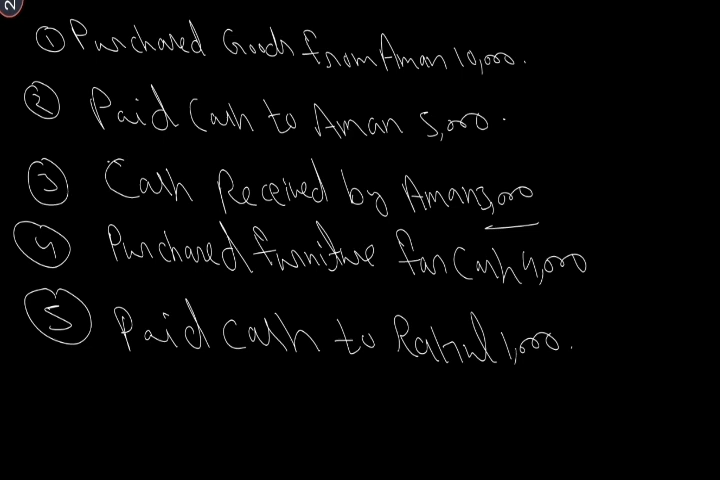 ① Purchased Goods from Aman 10,000.
② Paid Cash to Aman 5,000.
③ Cash Received by Aman 3,000
④ Purchased furniture for Cash 4,000
⑤ Paid cash to Rahul 1,000.